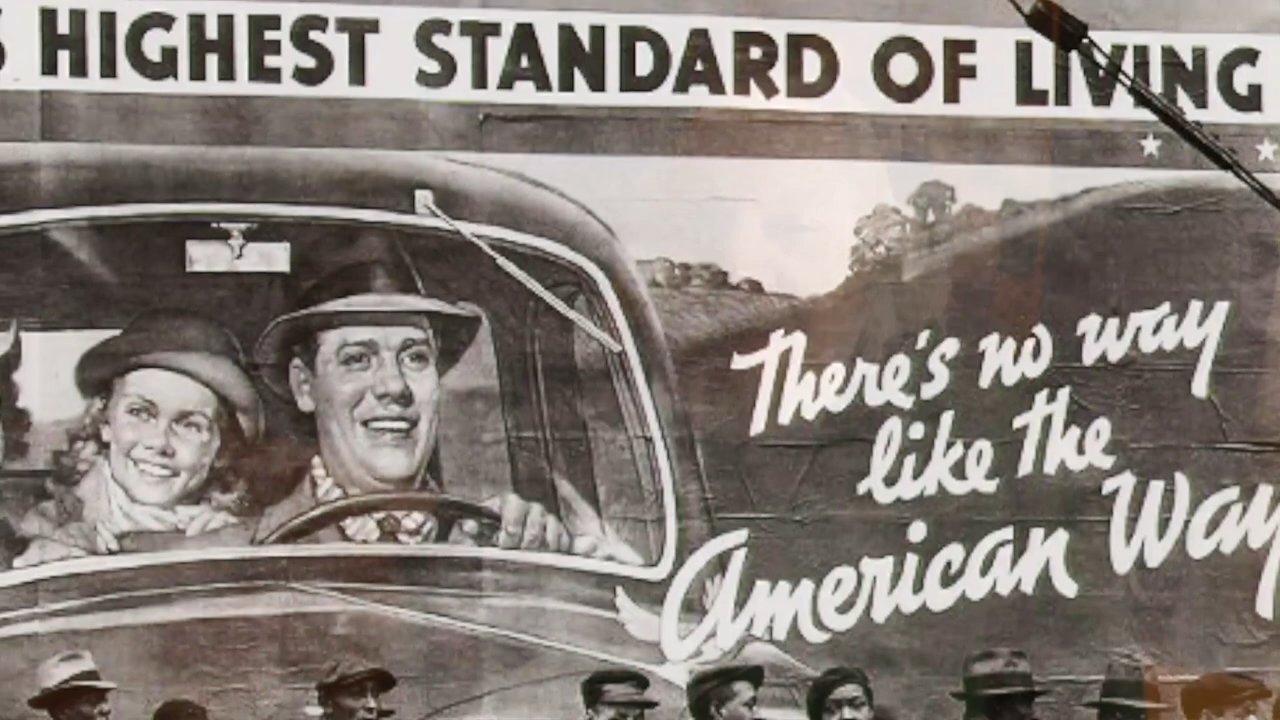 S HIGHEST STANDARD OF LIVING
There's no way
like the
American Way